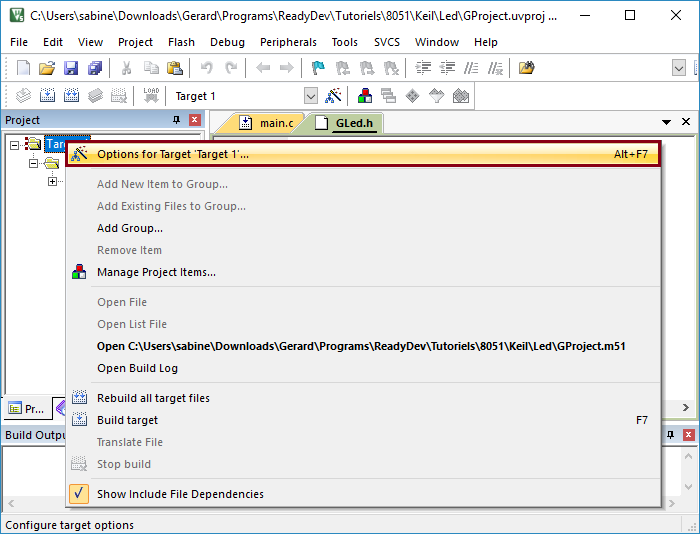 C:\Users\sabine\Downloads\Gerard\Programs\ReadyDev\Tutoriels\8051\Keil\Led\GProject.uvproj
File Edit View Project Flash Debug Peripherals Tools SVCS Window Help
LOAD
Target 1
Project
main.c GLed.h
Options for Target 'Target 1'... Alt+F7
Add New Item to Group...
Add Existing Files to Group...
Add Group...
Remove Item
Manage Project Items...
Open File
Open List File
Open C:\Users\sabine\Downloads\Gerard\Programs\ReadyDev\Tutoriels\8051\Keil\Led\GProject.m51
Open Build Log
Rebuild all target files
Pr...
Build target F7
Build Outpu
Translate File
Stop build
Show Include File Dependencies
Configure target options